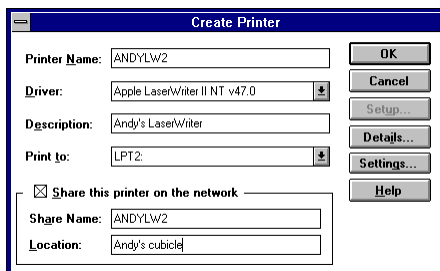 Create Printer
Printer Name: ANDYLW2
OK
Driver: Apple LaserWriter II NT v47.0
Cancel
Setup...
Description: Andy's LaserWriter
Details...
Print to: LPT2:
Settings...
Share this printer on the network
Help
Share Name: ANDYLW2
Location: Andy's cubicle